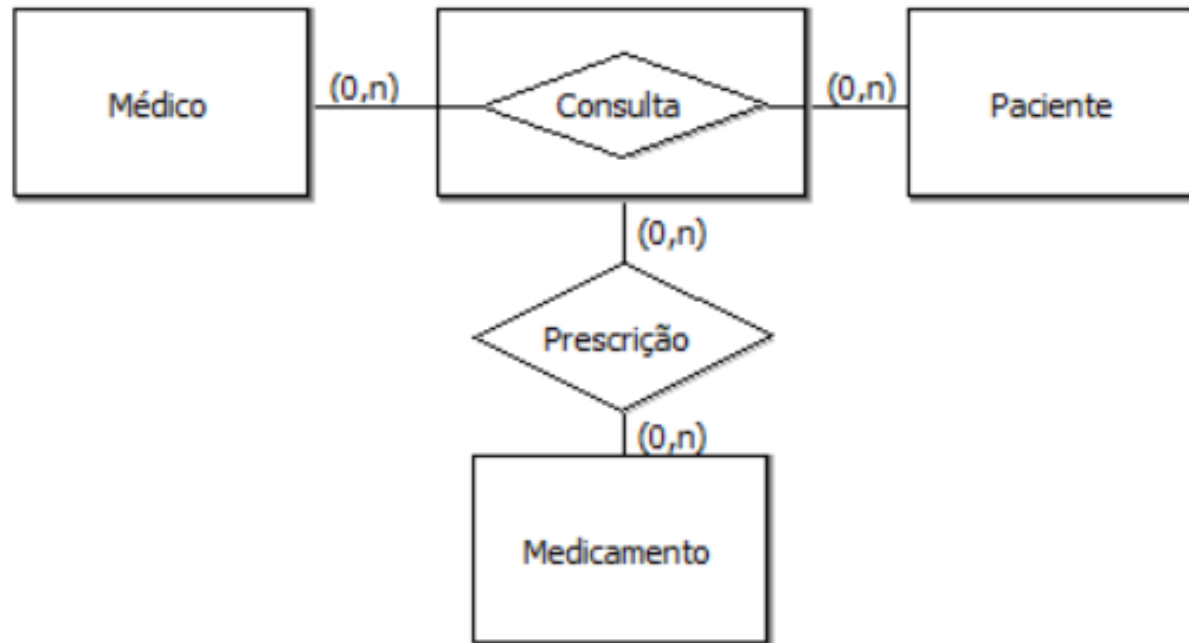 Médico
(0,n)
Consulta
(0,n)
Paciente
(0,n)
Prescrição
(0,n)
Medicamento